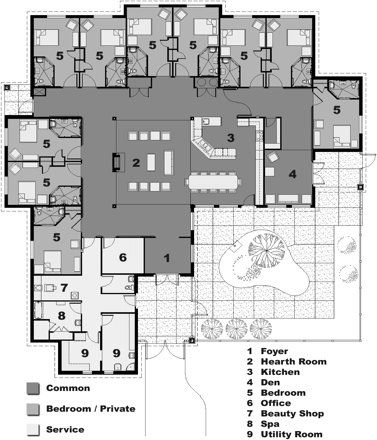 5 5 5 5 5 5
5
5
3
2
5
4
5
6
1
7
8
9 9
Common
Bedroom / Private
Service
1 Foyer
2 Hearth Room
3 Kitchen
4 Den
5 Bedroom
6 Office
7 Beauty Shop
8 Spa
9 Utility Room